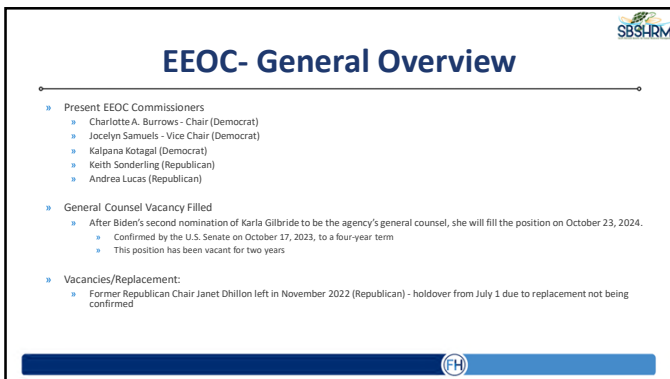 SBSHRM
EEOC- General Overview
» Present EEOC Commissioners
» Charlotte A. Burrows - Chair (Democrat)
» Jocelyn Samuels - Vice Chair (Democrat)
» Kalpana Kotagal (Democrat)
» Keith Sonderling (Republican)
» Andrea Lucas (Republican)
» General Counsel Vacancy Filled
» After Biden's second nomination of Karla Gilbride to be the agency's general counsel, she will fill the position on October 23, 2024.
» Confirmed by the U.S. Senate on October 17, 2023, to a four-year term
» This position has been vacant for two years
» Vacancies/Replacement:
» Former Republican Chair Janet Dhillon left in November 2022 (Republican) - holdover from July 1 due to replacement not being
confirmed
FH